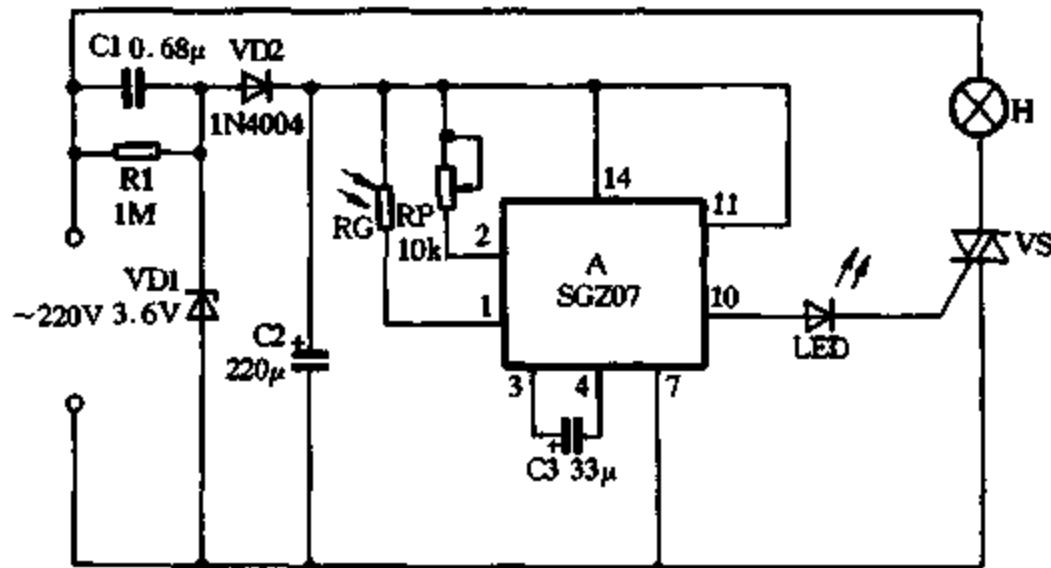 C1 0.68μ
VD2
1N4004
R1
1M
H
14
11
RG
RP
10k
2
A
SGZ07
VS
VD1
~220V 3.6V
1
10
LED
C2
+
220μ
3
4
7
+
C3 33μ